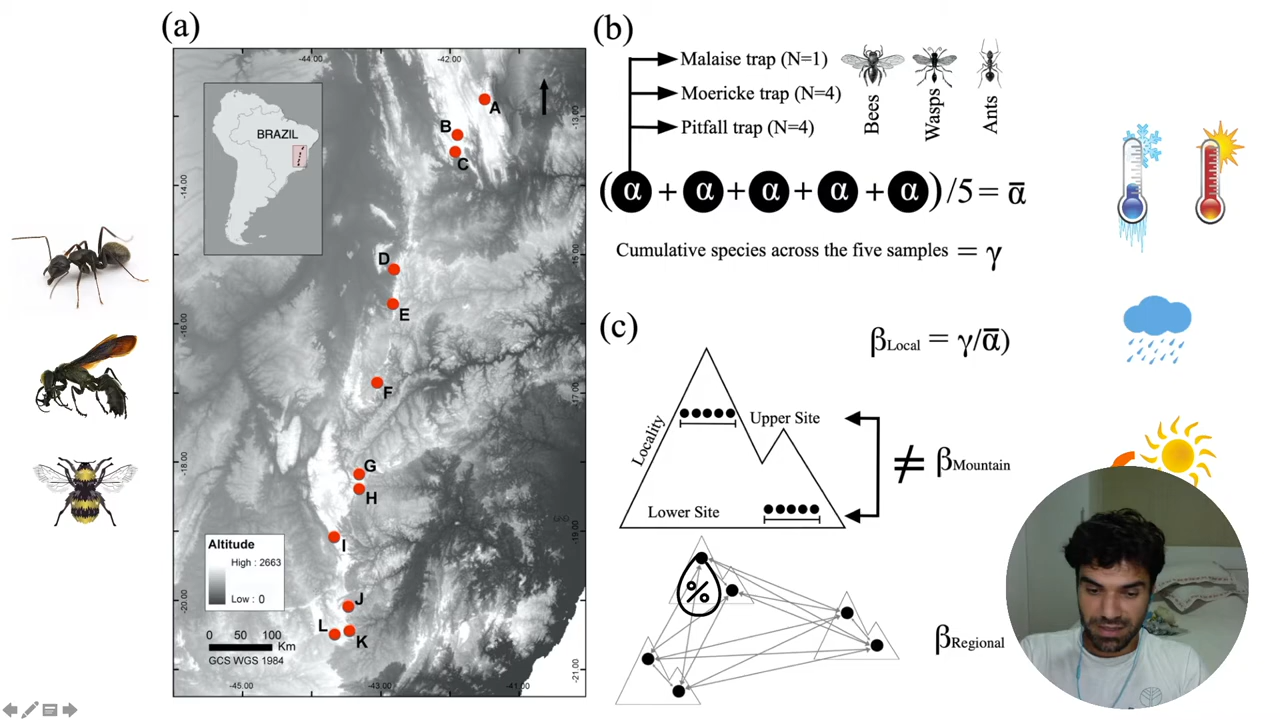 (a)
-44.00
-42.00
A
B
C
-13.00
BRAZIL
-14.00
D
-15.00
E
-16.00
F
-17.00
G
-18.00
H
I
-19.00
Altitude
High : 2663
Low : 0
J
-20.00
L
K
0 50 100
Km
GCS WGS 1984
-21.00
-45.00
-43.00
-41.00
(b)
Malaise trap (N=1)
Moericke trap (N=4)
Pitfall trap (N=4)
Bees
Wasps
Ants
(α + α + α + α + α)/5 = ᾱ
Cumulative species across the five samples = γ
(c)
βLocal = γ/ᾱ)
Locality
Upper Site
≠ βMountain
Lower Site
%
βRegional